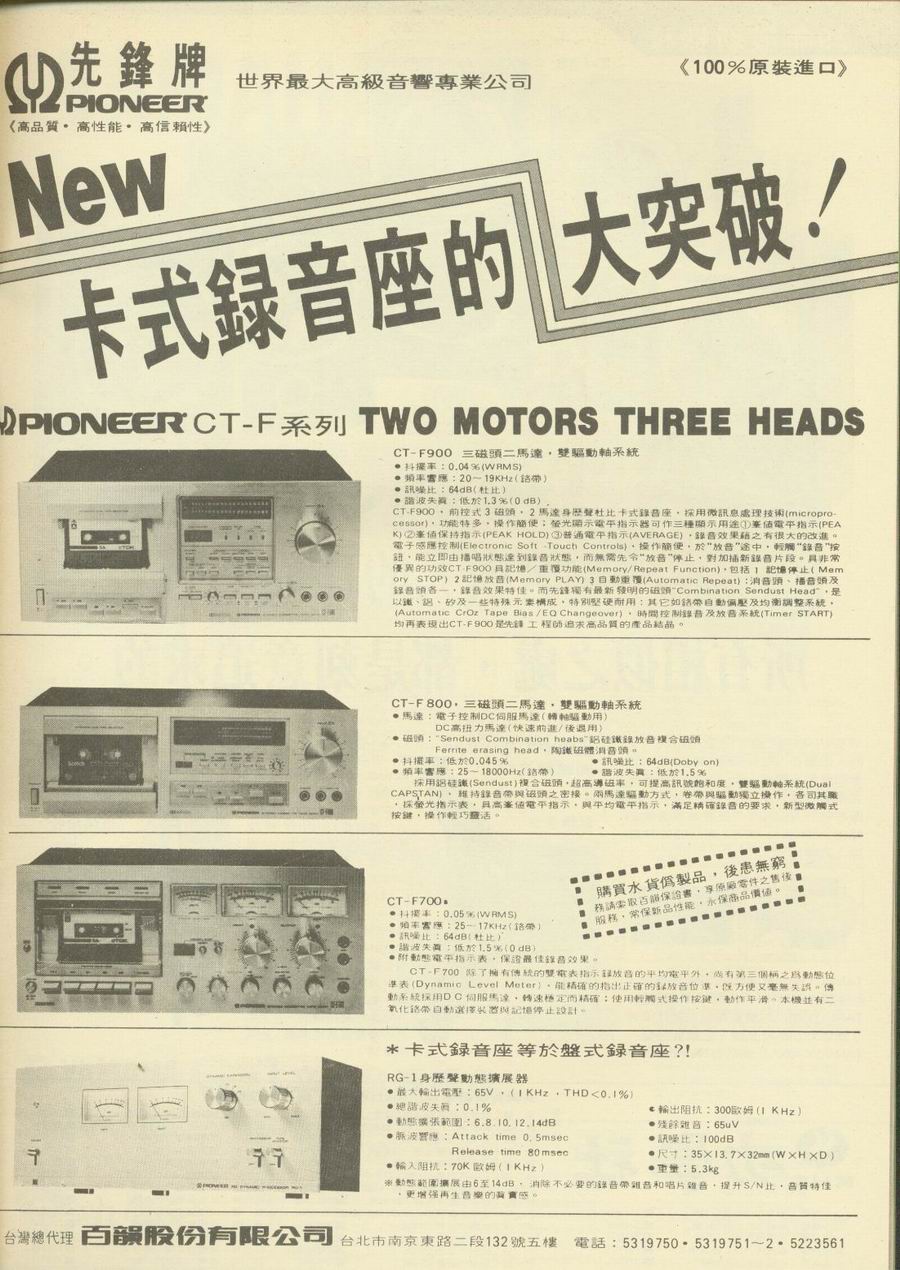 先鋒牌
PIONEER
《高品質・高性能・高信賴性》
世界最大高級音響專業公司
《100%原裝進口》
New
卡式録音座的大突破!
PIONEER CT-F系列 TWO MOTORS THREE HEADS
CT-F900 三磁頭二馬達,雙驅動軸系統
●抖擺率:0.04%(WRMS)
●頻率響應:20~19KHz(鉻帶)
●訊噪比:64dB(杜比)
●諧波失眞:低於1.3%(0 dB)
CT-F900,前控式3磁頭,2馬達身歷聲杜比卡式錄音座,採用微訊息處理技術(micropro-
cessor),功能特多,操作簡便;螢光顯示電平指示器可作三種顯示用途①峯値電平指示(PEA
K)②峯値保持指示(PEAK HOLD)③普通電平指示(AVERAGE),錄音效果藉之有很大的改進。
電子感應控制(Electronic Soft -Touch Controls),操作簡便,於"放音"途中,輕觸"錄音"按
鈕,能立即由播唱狀態達到錄音狀態,而無需先令"放音"停止,對加插新錄音片段。具非常
優異的功效CT-F900具記憶/重覆功能(Memory/Repeat Function),包括 1 記憶停止(Mem
ory STOP) 2記憶放音(Memory PLAY) 3自動重覆(Automatic Repeat):消音頭、播音頭及
錄音頭各一,錄音效果特佳。而先鋒獨有最新發明的磁頭"Combination Sendust Head",是
以鐵、鋁、矽及一些特殊元素構成,特別堅硬耐用:其它如鉻帶自動偏壓及均衡調整系統,
(Automatic CrOz Tape Bias/EQ Changeover),時間控制錄音及放音系統(Timer START)
均再表現出CT-F900是先鋒工程師追求高品質的產品結晶。
CT-F800,三磁頭二馬達,雙驅動軸系統
●馬達:電子控制DC伺服馬達(轉軸驅動用)
DC高扭力馬達(快速前進/後退用)
●磁頭:"Sendust Combination heabs"鋁硅鐵錄放音磁複合磁頭
Ferrite erasing head,陶鐵磁體消音頭。
●抖擺率:低於0.045% ●訊噪比:64dB(Doby on)
●頻率響應:25~18000Hz(鉻帶) ●諧波失眞:低於1.5%
採用鋁硅鐵(Sendust)複合磁頭,超高導磁率,可提高訊號飽和度,雙驅動軸系統(Dual
CAPSTAN),維持錄音帶與磁頭之密接。兩馬達驅動方式,卷帶與驅動獨立操作,各司其職
,採螢光指示表,具高峯値電平指示,與平均電平指示,滿足精確錄音的要求,新型微觸式
按鍵,操作輕巧靈活。
購買水貨僞製品,後患無窮
務請索取百韻保證書,享原廠零件之售後
服務,常保新品性能,永保商品價値。
CT-F700
●抖擺率:0.05%(WRMS)
●頻率響應:25~17KHz(鉻帶)
●訊噪比:64dB(杜比)
●諧波失眞:低於1.5%(0 dB)
●附動態電平指示表,保證最佳錄音效果。
CT-F700 除了擁有傳統的雙電表指示錄放音的平均電平外,尚有第三個稱之爲動態位
準表(Dynamic Level Meter),能精確的指出正確的錄放音位準,旣方便又毫無失誤。傳
動系統採用DC伺服馬達,轉速穩定而精確;使用輕觸式操作按鍵,動作平滑。本機並有二
氧化鉻帶自動選擇裝置與記憶停止設計。
*卡式録音座等於盤式録音座?!
RG-1身歷聲動態擴展器
●最大輸出電壓:65V,(1KHz,THD<0.1%)
●總諧波失眞:0.1% ●輸出阻抗:300歐姆(1 KHz)
●動態擴張範圍:6,8,10,12,14dB ●殘餘雜音:65uV
●脈波響應:Attack time 0,5msec ●訊噪比:100dB
Release time 80msec ●尺寸:35×13.7×32mm(W×H×D)
●輸入阻抗:70K歐姆(1KHz) ●重量:5.3kg
※動態範圍擴展由6至14dB,消除不必要的錄音帶雜音和唱片雜音,提升S/N比,音質特佳
,更增强再生音樂的眞實感。
台灣總代理 百韻股份有限公司 台北市南京東路二段132號五樓 電話:5319750・5319751~2・5223561